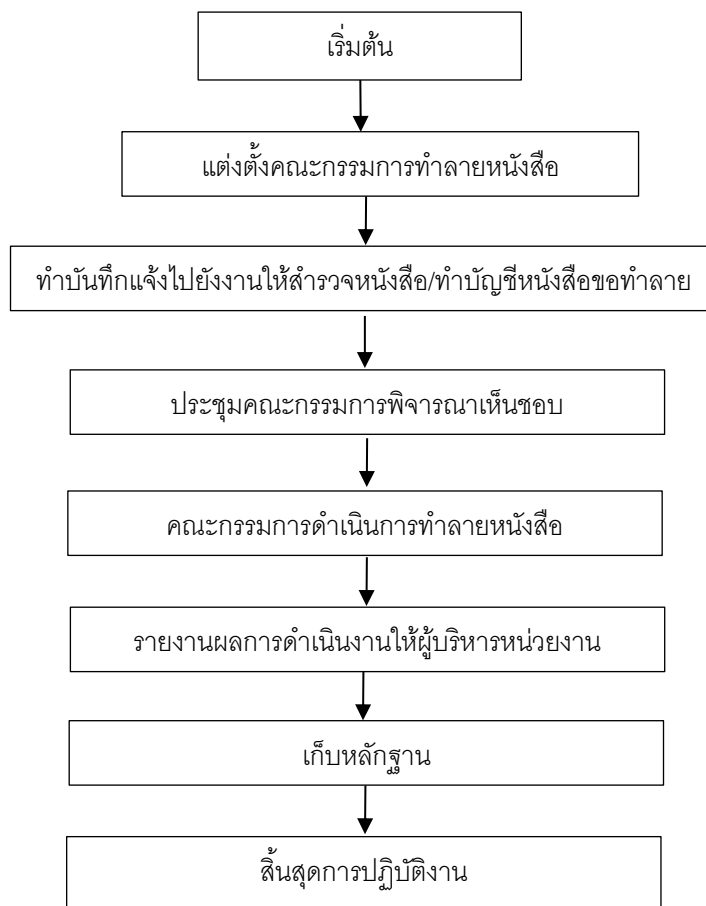 เริ่มต้น
แต่งตั้งคณะกรรมการทำลายหนังสือ
ทำบันทึกแจ้งไปยังงานให้สำรวจหนังสือ/ทำบัญชีหนังสือขอทำลาย
ประชุมคณะกรรมการพิจารณาเห็นชอบ
คณะกรรมการดำเนินการทำลายหนังสือ
รายงานผลการดำเนินงานให้ผู้บริหารหน่วยงาน
เก็บหลักฐาน
สิ้นสุดการปฏิบัติงาน